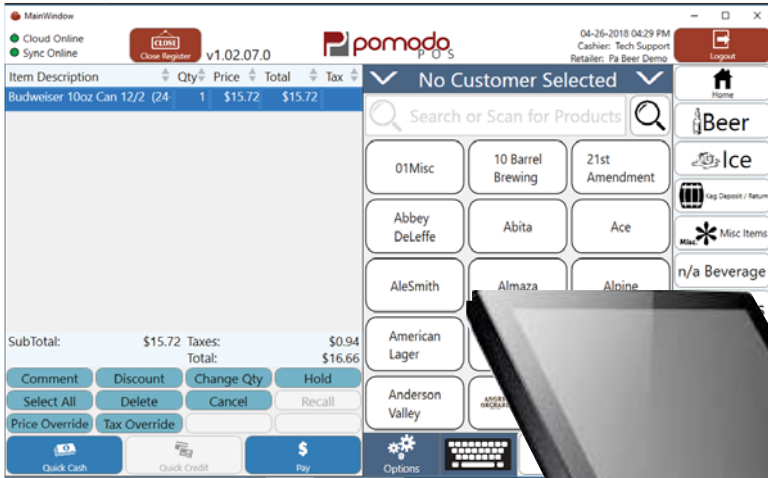 MainWindow
Cloud Online
Sync Online
CLOSE
Close Register
v1.02.07.0
pomodo
POS
04-26-2018 04:29 PM
Cashier: Tech Support
Retailer: Pa Beer Demo
Logout
Item Description Qty Price Total Tax
Budweiser 10oz Can 12/2 (24- 1 $15.72 $15.72
No Customer Selected
Search or Scan for Products
01Misc
10 Barrel
Brewing
21st
Amendment
Abbey
DeLeffe
Abita
Ace
AleSmith
Almaza
Alpine
American
Lager
Anderson
Valley
ANGRY
ORCHARD
Home
Beer
Ice
Keg Deposit / Return
Misc.
Misc Items
n/a Beverage
SubTotal: $15.72 Taxes: $0.94
Total: $16.66
Comment Discount Change Qty Hold
Select All Delete Cancel Recall
Price Override Tax Override
Quick Cash
Quick Credit
$
Pay
Options